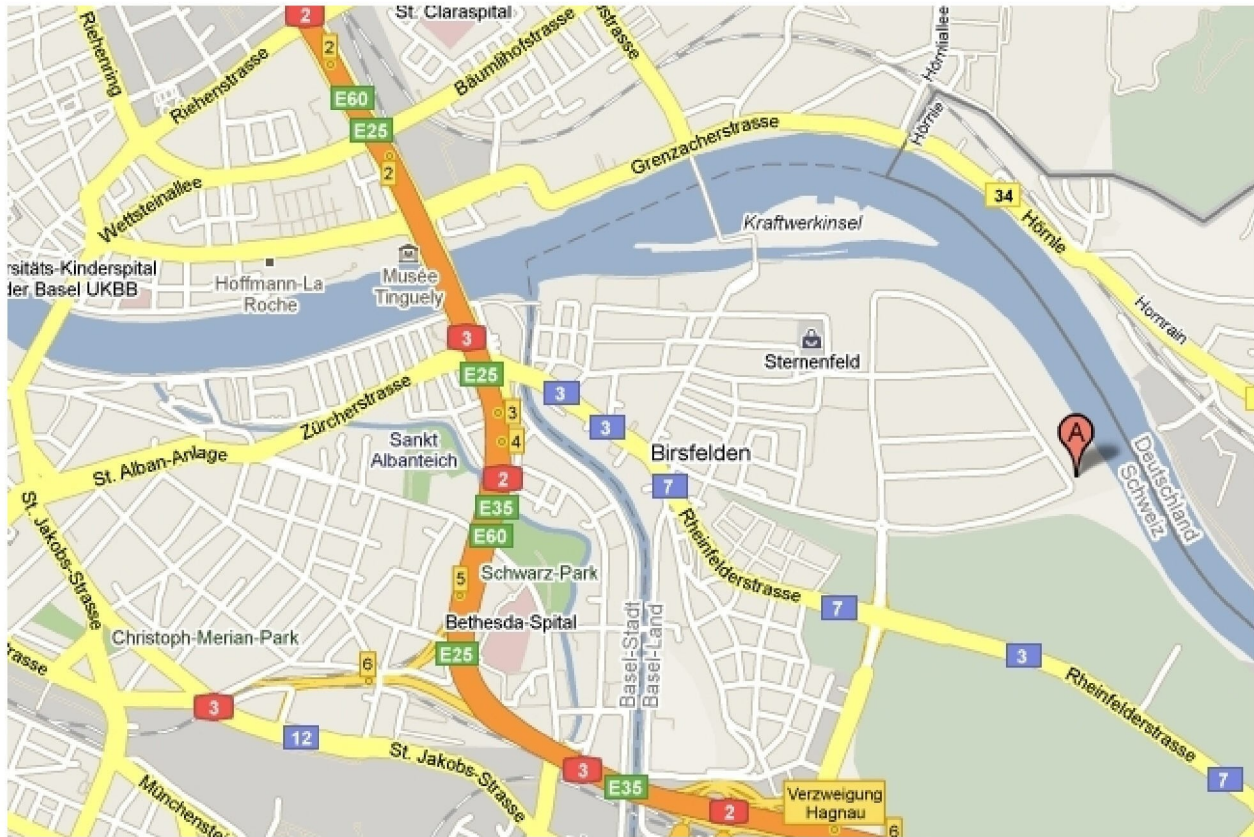 2
St. Claraspital
Riehenring
2
Bäumlihofstrasse
Hörnliallee
Riehenstrasse
E60
E25
Hörnle
Grenzacherstrasse
2
Wettsteinallee
34
Hörnle
Kraftwerkinsel
Musée
Tinguely
Hoffmann-La
Roche
rsitäts-Kinderspital
der Basel UKBB
Hornrain
3
Sternenfeld
E25
3
Zürcherstrasse
3
3
A
4
Sankt
Albanteich
Birsfelden
St. Alban-Anlage
Deutschland
Schweiz
2
7
E35
E60
Rheinfelderstrasse
St. Jakobs-Strasse
5
Schwarz-Park
7
Bethesda-Spital
Christoph-Merian-Park
Basel-Stadt
Basel-Land
E25
3
6
Rheinfelderstrasse
3
12
St. Jakobs-Strasse
3
7
E35
2
Verzweigung
Hagnau
6